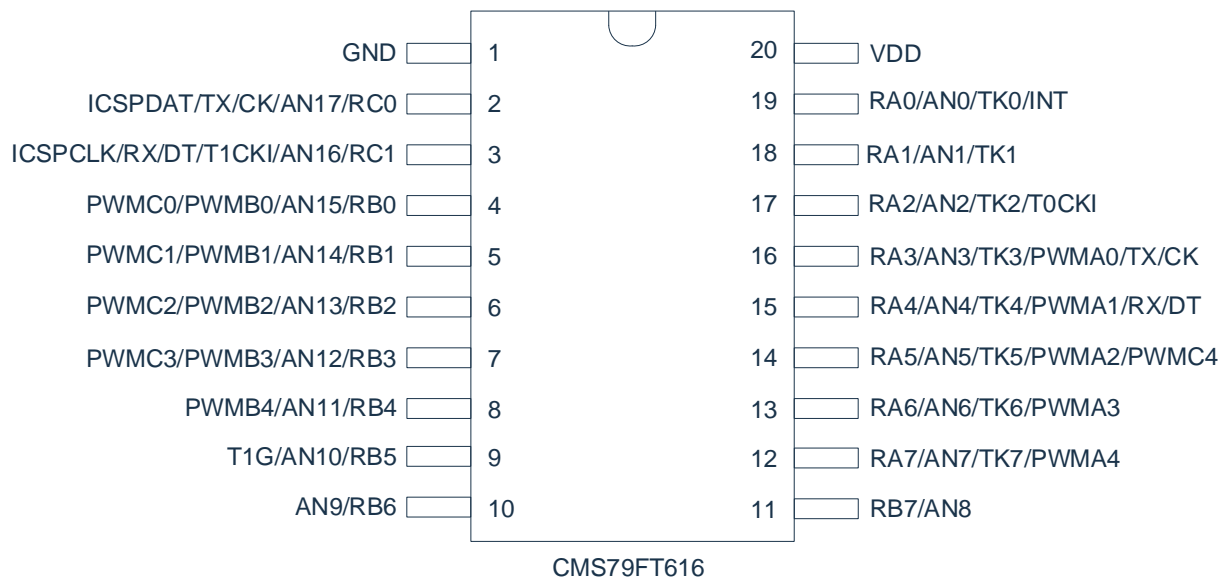 GND 1 20 VDD
ICSPDAT/TX/CK/AN17/RC0 2 19 RA0/AN0/TK0/INT
ICSPCLK/RX/DT/T1CKI/AN16/RC1 3 18 RA1/AN1/TK1
PWMC0/PWMB0/AN15/RB0 4 17 RA2/AN2/TK2/T0CKI
PWMC1/PWMB1/AN14/RB1 5 16 RA3/AN3/TK3/PWMA0/TX/CK
PWMC2/PWMB2/AN13/RB2 6 15 RA4/AN4/TK4/PWMA1/RX/DT
PWMC3/PWMB3/AN12/RB3 7 14 RA5/AN5/TK5/PWMA2/PWMC4
PWMB4/AN11/RB4 8 13 RA6/AN6/TK6/PWMA3
T1G/AN10/RB5 9 12 RA7/AN7/TK7/PWMA4
AN9/RB6 10 11 RB7/AN8
CMS79FT616